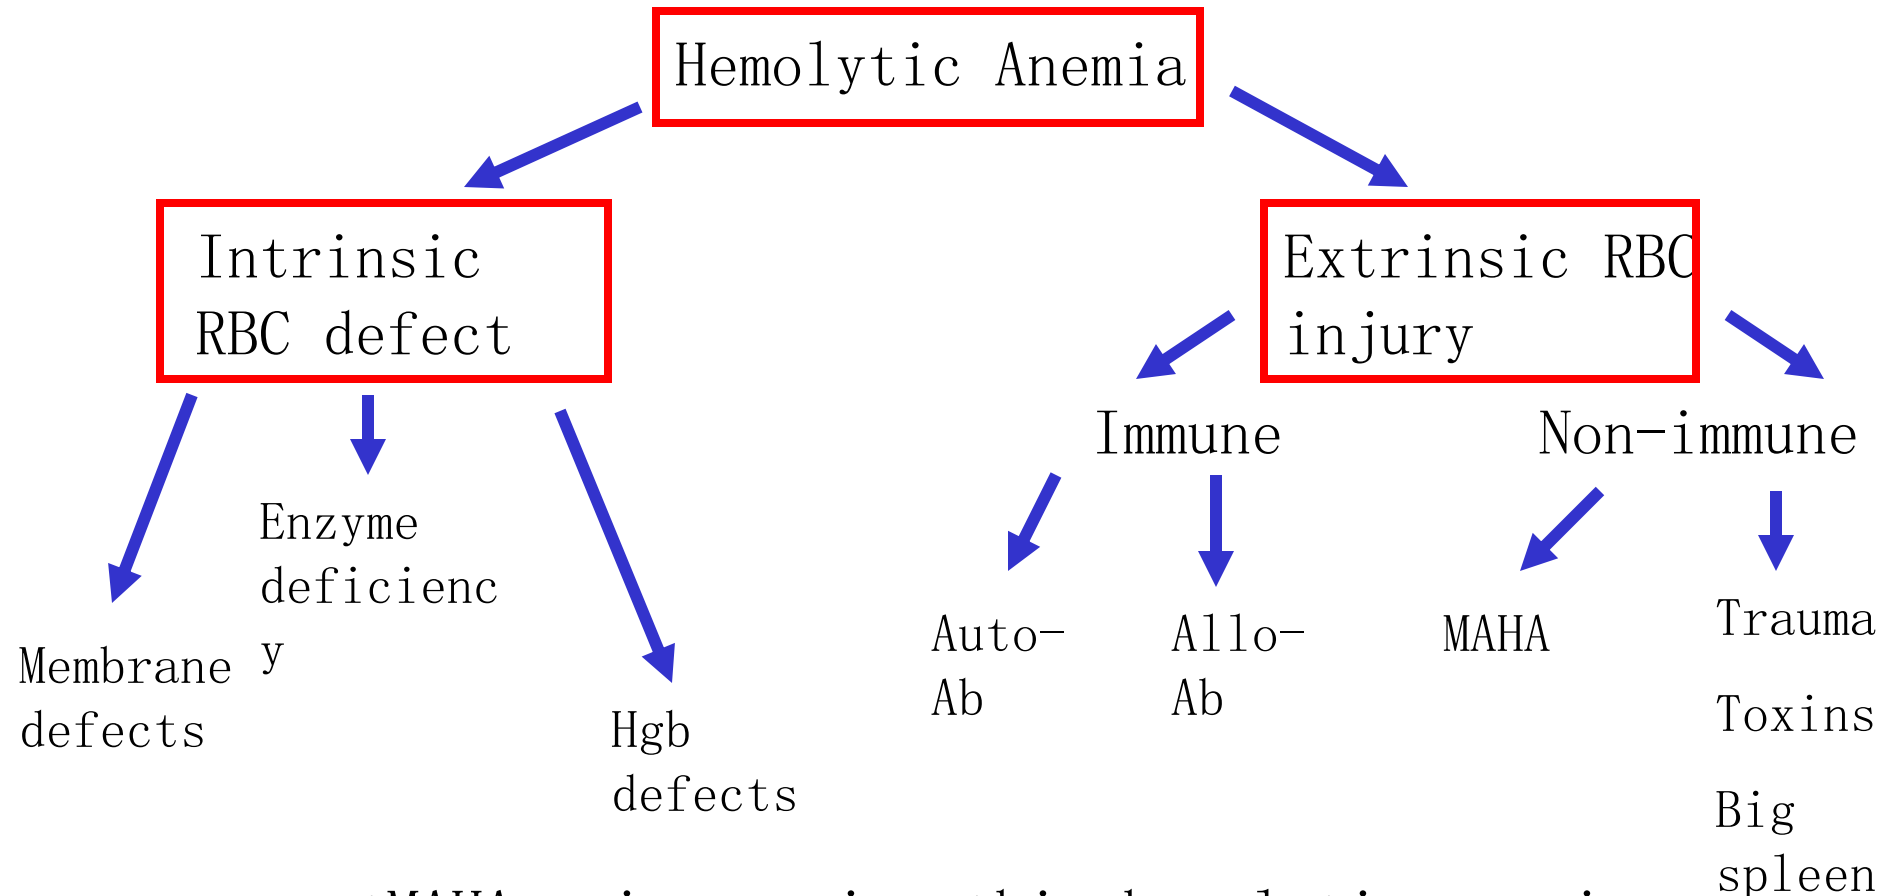 Hemolytic Anemia
Intrinsic
RBC defect
Extrinsic RBC
injury
Immune
Non-immune
Enzyme
deficienc
y
Membrane
defects
Hgb
defects
Auto-
Ab
Allo-
Ab
MAHA
Trauma
Toxins
Big
spleen